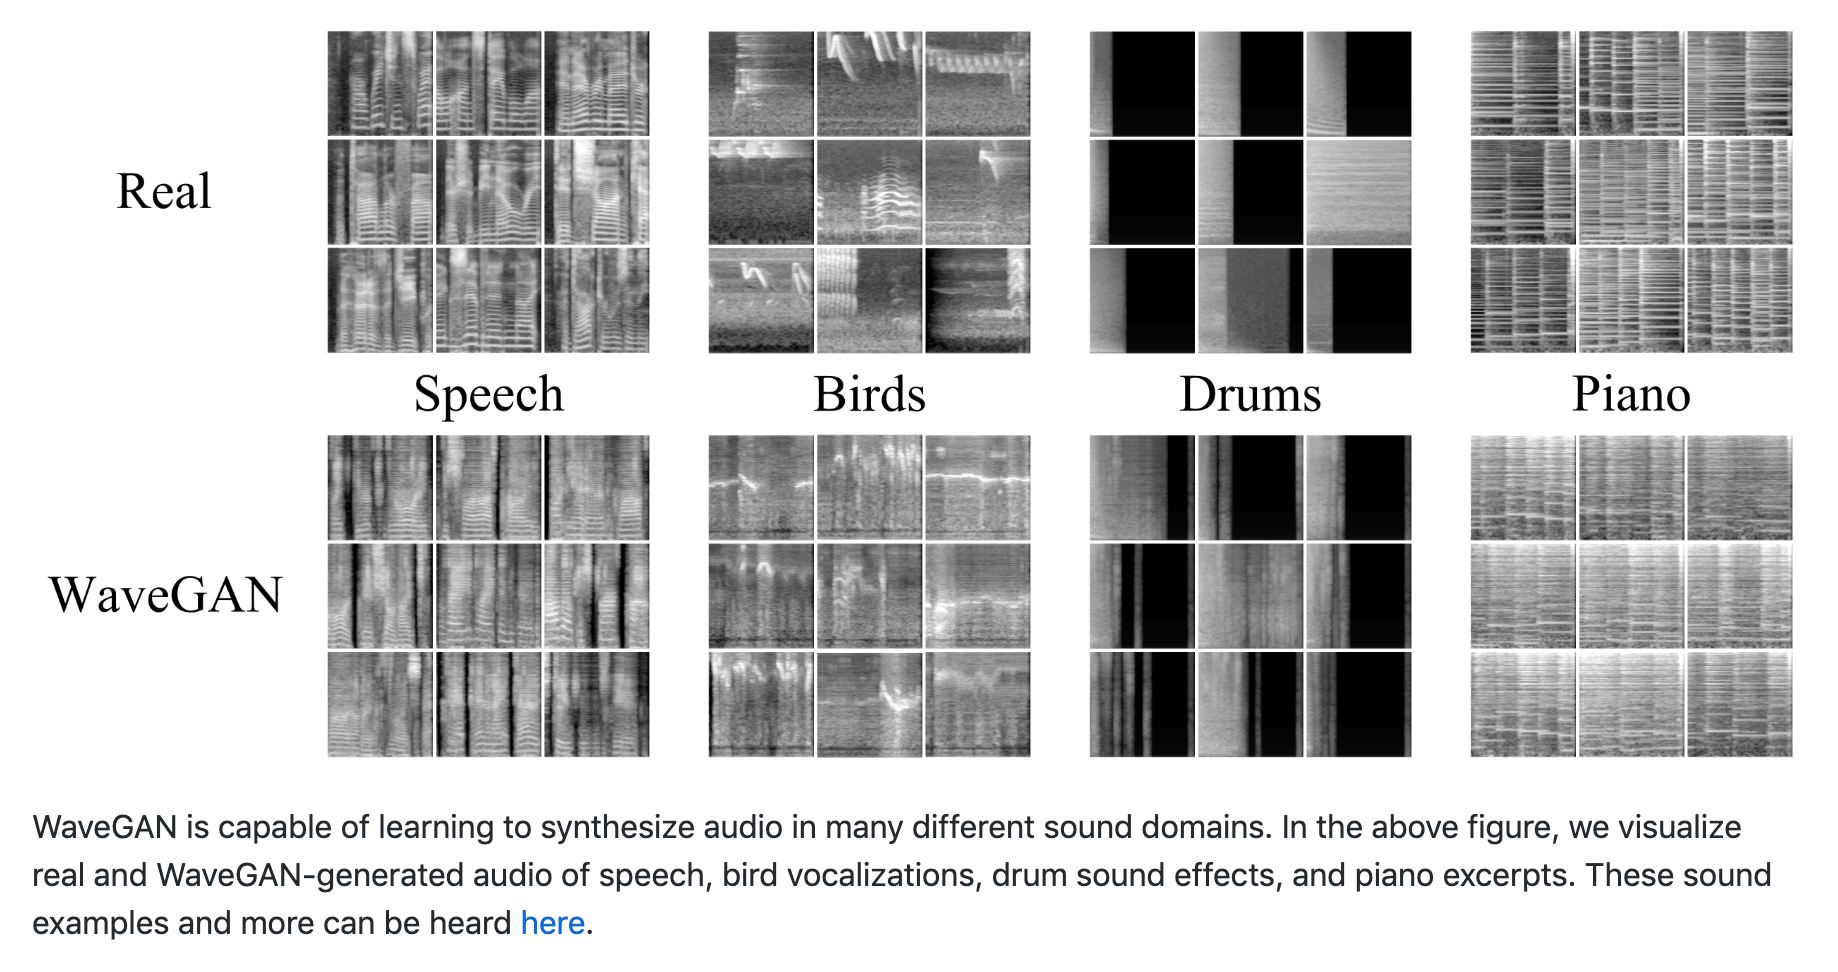 Real
Speech Birds Drums Piano
WaveGAN
WaveGAN is capable of learning to synthesize audio in many different sound domains. In the above figure, we visualize
real and WaveGAN-generated audio of speech, bird vocalizations, drum sound effects, and piano excerpts. These sound
examples and more can be heard here.